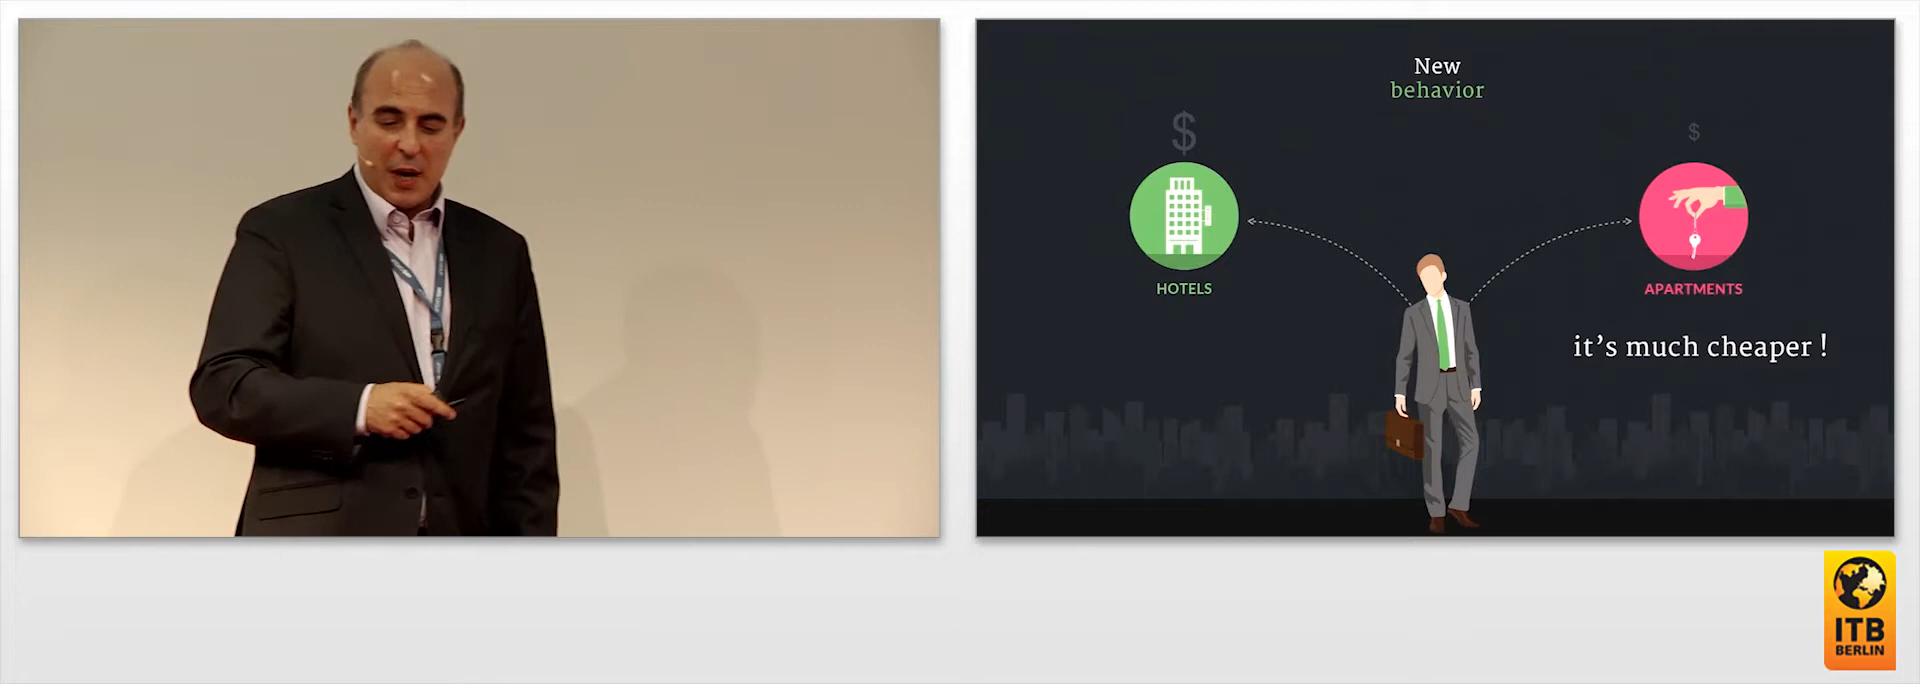 New
behavior
$
$
HOTELS
APARTMENTS
it's much cheaper !
ITB
BERLIN